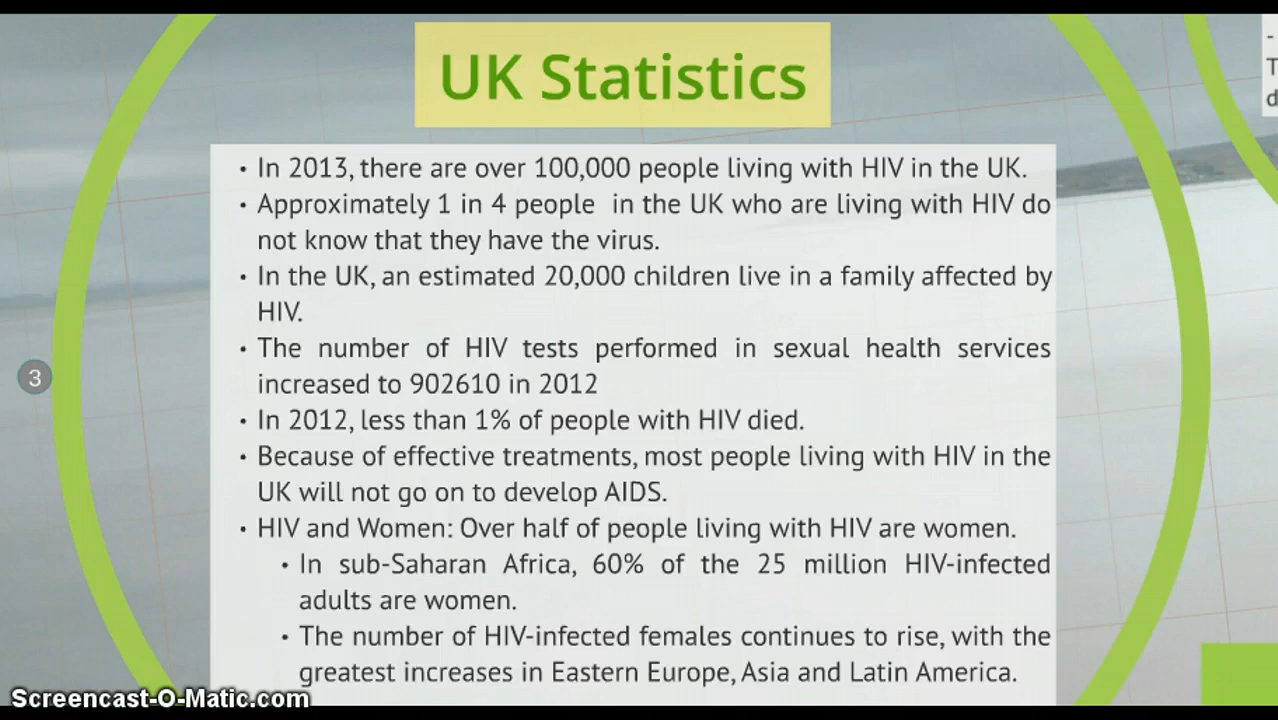 UK Statistics
-
T
d
• In 2013, there are over 100,000 people living with HIV in the UK.
• Approximately 1 in 4 people in the UK who are living with HIV do
not know that they have the virus.
• In the UK, an estimated 20,000 children live in a family affected by
HIV.
• The number of HIV tests performed in sexual health services
increased to 902610 in 2012
3
• In 2012, less than 1% of people with HIV died.
• Because of effective treatments, most people living with HIV in the
UK will not go on to develop AIDS.
• HIV and Women: Over half of people living with HIV are women.
• In sub-Saharan Africa, 60% of the 25 million HIV-infected
adults are women.
• The number of HIV-infected females continues to rise, with the
greatest increases in Eastern Europe, Asia and Latin America.
Screencast-O-Matic.com